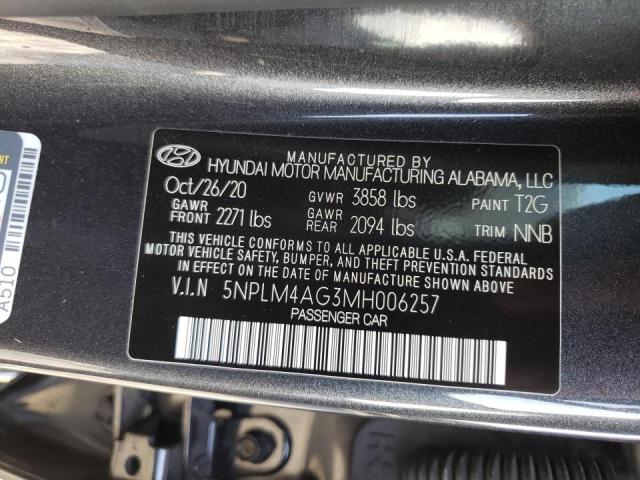 MANUFACTURED BY
HYUNDAI MOTOR MANUFACTURING ALABAMA, LLC
Oct/26/20 GVWR 3858 lbs PAINT T2G
GAWR FRONT 2271 lbs GAWR REAR 2094 lbs TRIM NNB
THIS VEHICLE CONFORMS TO ALL APPLICABLE U.S.A. FEDERAL
MOTOR VEHICLE SAFETY, BUMPER, AND THEFT PREVENTION STANDARDS
IN EFFECT ON THE DATE OF MANUFACTURE SHOWN ABOVE.
V.I.N 5NPLM4AG3MH006257
PASSENGER CAR
A510